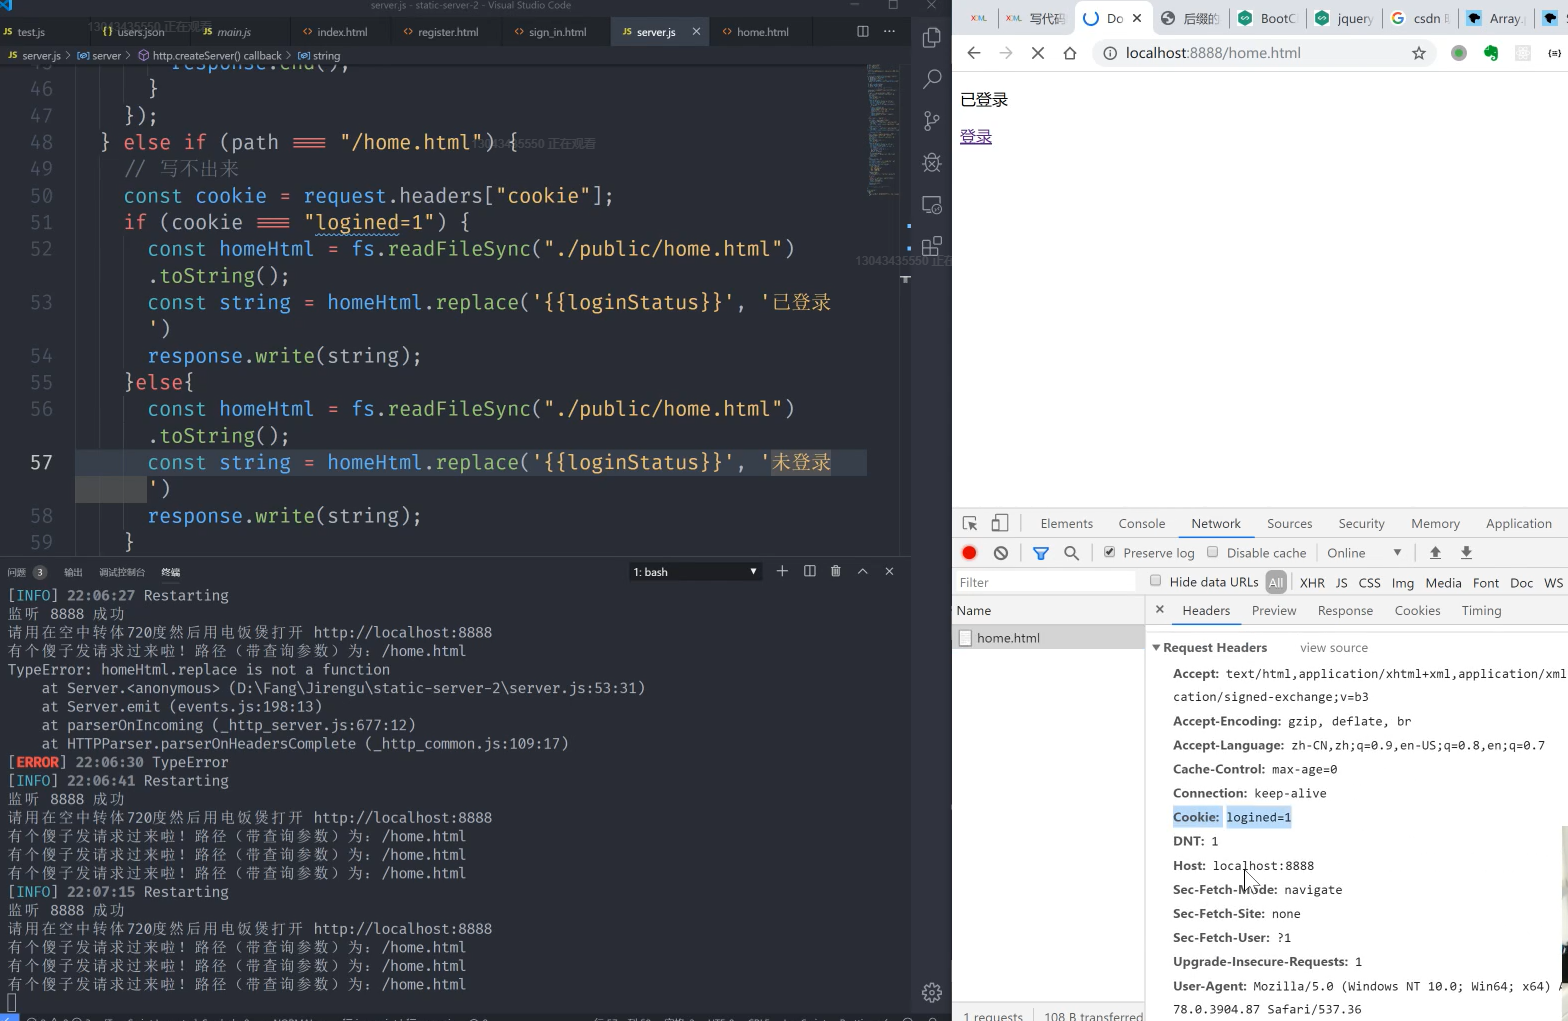 server.js - static-server-2 - Visual Studio Code
13043435550 正在观看
JS test.js
{} users.json
JS main.js
<> index.html
<> register.html
<> sign_in.html
JS server.js
<> home.html
JS server.js > server > http.createServer() callback > string
45 response.end();
46 }
47 });
48 } else if (path === "/home.html") {
13043435550 正在观看
49 // 写不出来
50 const cookie = request.headers["cookie"];
51 if (cookie === "logined=1") {
52 const homeHtml = fs.readFileSync("./public/home.html")
.toString();
13043435550 正在
53 const string = homeHtml.replace('{{loginStatus}}', '已登录
')
54 response.write(string);
55 }else{
56 const homeHtml = fs.readFileSync("./public/home.html")
.toString();
57 const string = homeHtml.replace('{{loginStatus}}', '未登录
')
58 response.write(string);
59 }
问题 3 输出 调试控制台 终端
1: bash
[INFO] 22:06:27 Restarting
监听 8888 成功
请用在空中转体720度然后用电饭煲打开 http://localhost:8888
有个傻子发请求过来啦！路径（带查询参数）为：/home.html
TypeError: homeHtml.replace is not a function
at Server.<anonymous> (D:\Fang\Jirengu\static-server-2\server.js:53:31)
at Server.emit (events.js:198:13)
at parserOnIncoming (_http_server.js:677:12)
at HTTPParser.parserOnHeadersComplete (_http_common.js:109:17)
[ERROR] 22:06:30 TypeError
[INFO] 22:06:41 Restarting
监听 8888 成功
请用在空中转体720度然后用电饭煲打开 http://localhost:8888
有个傻子发请求过来啦！路径（带查询参数）为：/home.html
有个傻子发请求过来啦！路径（带查询参数）为：/home.html
有个傻子发请求过来啦！路径（带查询参数）为：/home.html
[INFO] 22:07:15 Restarting
监听 8888 成功
请用在空中转体720度然后用电饭煲打开 http://localhost:8888
有个傻子发请求过来啦！路径（带查询参数）为：/home.html
有个傻子发请求过来啦！路径（带查询参数）为：/home.html
有个傻子发请求过来啦！路径（带查询参数）为：/home.html
写代码
Do
后缀的
BootC
jquery
csdn
Array.
localhost:8888/home.html
已登录
登录
Elements Console Network Sources Security Memory Application
Preserve log Disable cache Online
Filter Hide data URLs All XHR JS CSS Img Media Font Doc WS
Name
Headers Preview Response Cookies Timing
home.html
Request Headers view source
Accept: text/html,application/xhtml+xml,application/xml
cation/signed-exchange;v=b3
Accept-Encoding: gzip, deflate, br
Accept-Language: zh-CN,zh;q=0.9,en-US;q=0.8,en;q=0.7
Cache-Control: max-age=0
Connection: keep-alive
Cookie: logined=1
DNT: 1
Host: localhost:8888
Sec-Fetch-Mode: navigate
Sec-Fetch-Site: none
Sec-Fetch-User: ?1
Upgrade-Insecure-Requests: 1
User-Agent: Mozilla/5.0 (Windows NT 10.0; Win64; x64)
78.0.3904.87 Safari/537.36
1 requests 108 B transferred